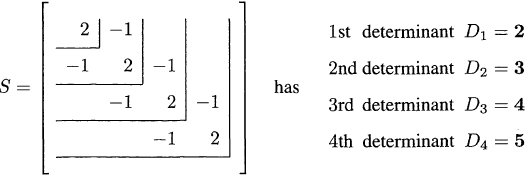 2 −1
1st determinant D₁ = 2
−1 2 −1
2nd determinant D₂ = 3
S = has
−1 2 −1
3rd determinant D₃ = 4
−1 2
4th determinant D₄ = 5